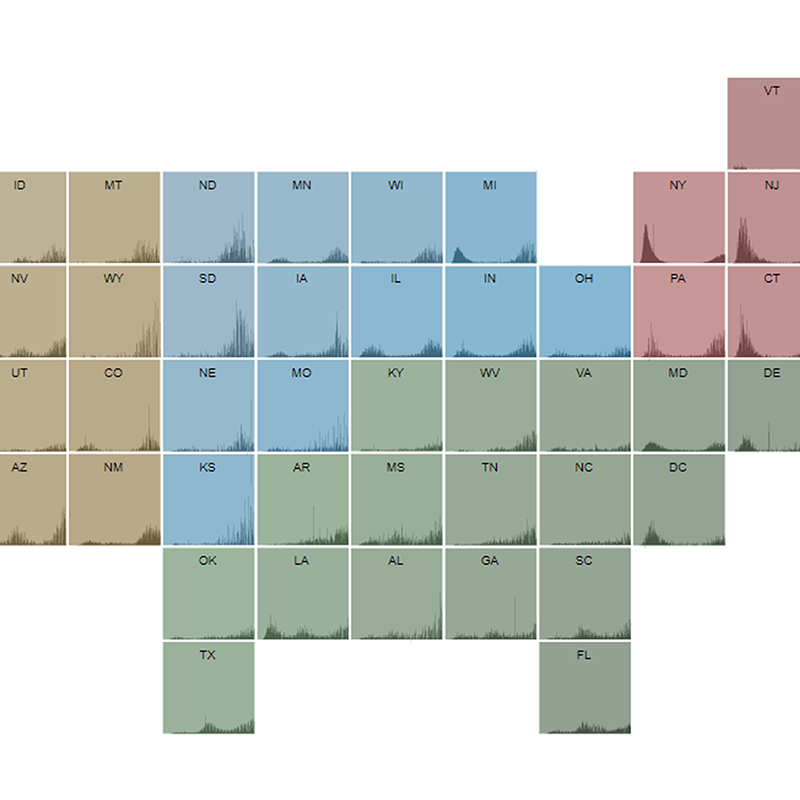 VT
ID MT ND MN WI MI NY NJ
NV WY SD IA IL IN OH PA CT
UT CO NE MO KY WV VA MD DE
AZ NM KS AR MS TN NC DC
OK LA AL GA SC
TX FL